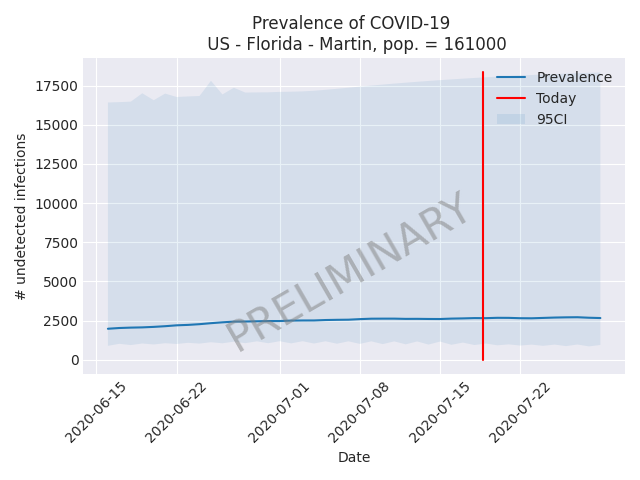 Prevalence of COVID-19
US - Florida - Martin, pop. = 161000
Prevalence
Today
95CI
# undetected infections
17500
15000
12500
10000
7500
5000
2500
0
PRELIMINARY
2020-06-15
2020-06-22
2020-07-01
2020-07-08
2020-07-15
2020-07-22
Date